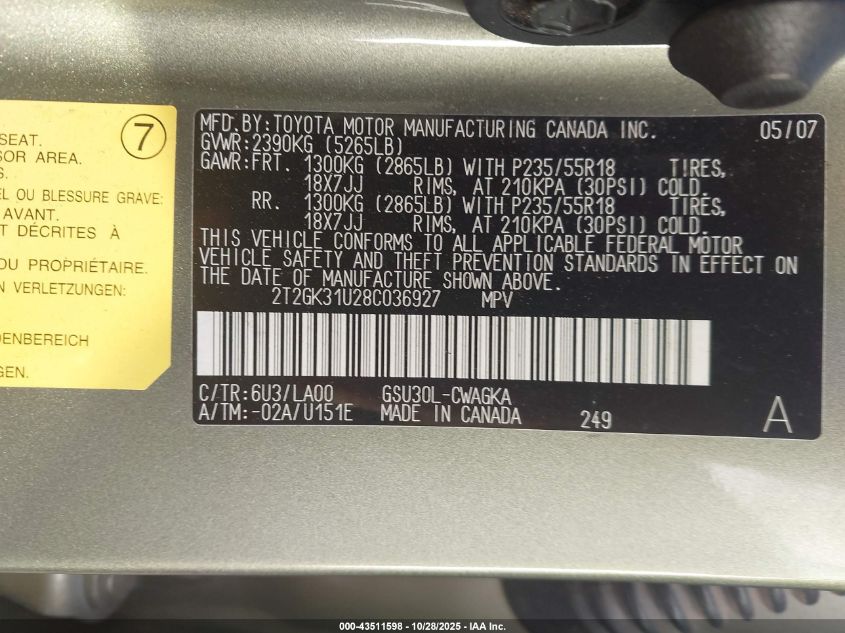 7
SEAT.
SOR AREA.
S.
EL OU BLESSURE GRAVE:
AVANT.
T DÉCRITES À
DU PROPRIÉTAIRE.
N VERLETZUNGEN:
DENBEREICH
GEN.
MFD.BY:TOYOTA MOTOR MANUFACTURING CANADA INC. 05/07
GVWR:2390KG (5265LB)
GAWR:FRT. 1300KG (2865LB) WITH P235/55R18 TIRES,
18X7JJ RIMS, AT 210KPA (30PSI) COLD.
RR. 1300KG (2865LB) WITH P235/55R18 TIRES,
18X7JJ RIMS, AT 210KPA (30PSI) COLD.
THIS VEHICLE CONFORMS TO ALL APPLICABLE FEDERAL MOTOR
VEHICLE SAFETY AND THEFT PREVENTION STANDARDS IN EFFECT ON
THE DATE OF MANUFACTURE SHOWN ABOVE.
2T2GK31U28C036927 MPV
C/TR:6U3/LA00 GSU30L-CWAGKA
A/TM:-02A/U151E MADE IN CANADA 249 A
000-43511598 - 10/28/2025 - IAA Inc.